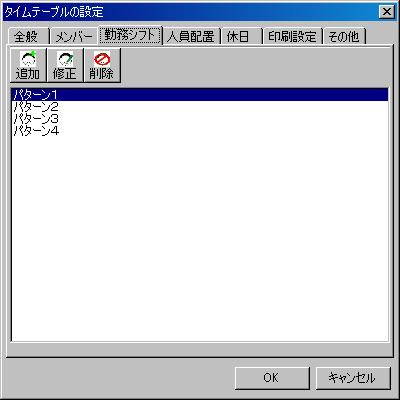 タイムテーブルの設定
全般 メンバー 勤務シフト 人員配置 休日 印刷設定 その他
追加 修正 削除
パターン1
パターン2
パターン3
パターン4
OK キャンセル